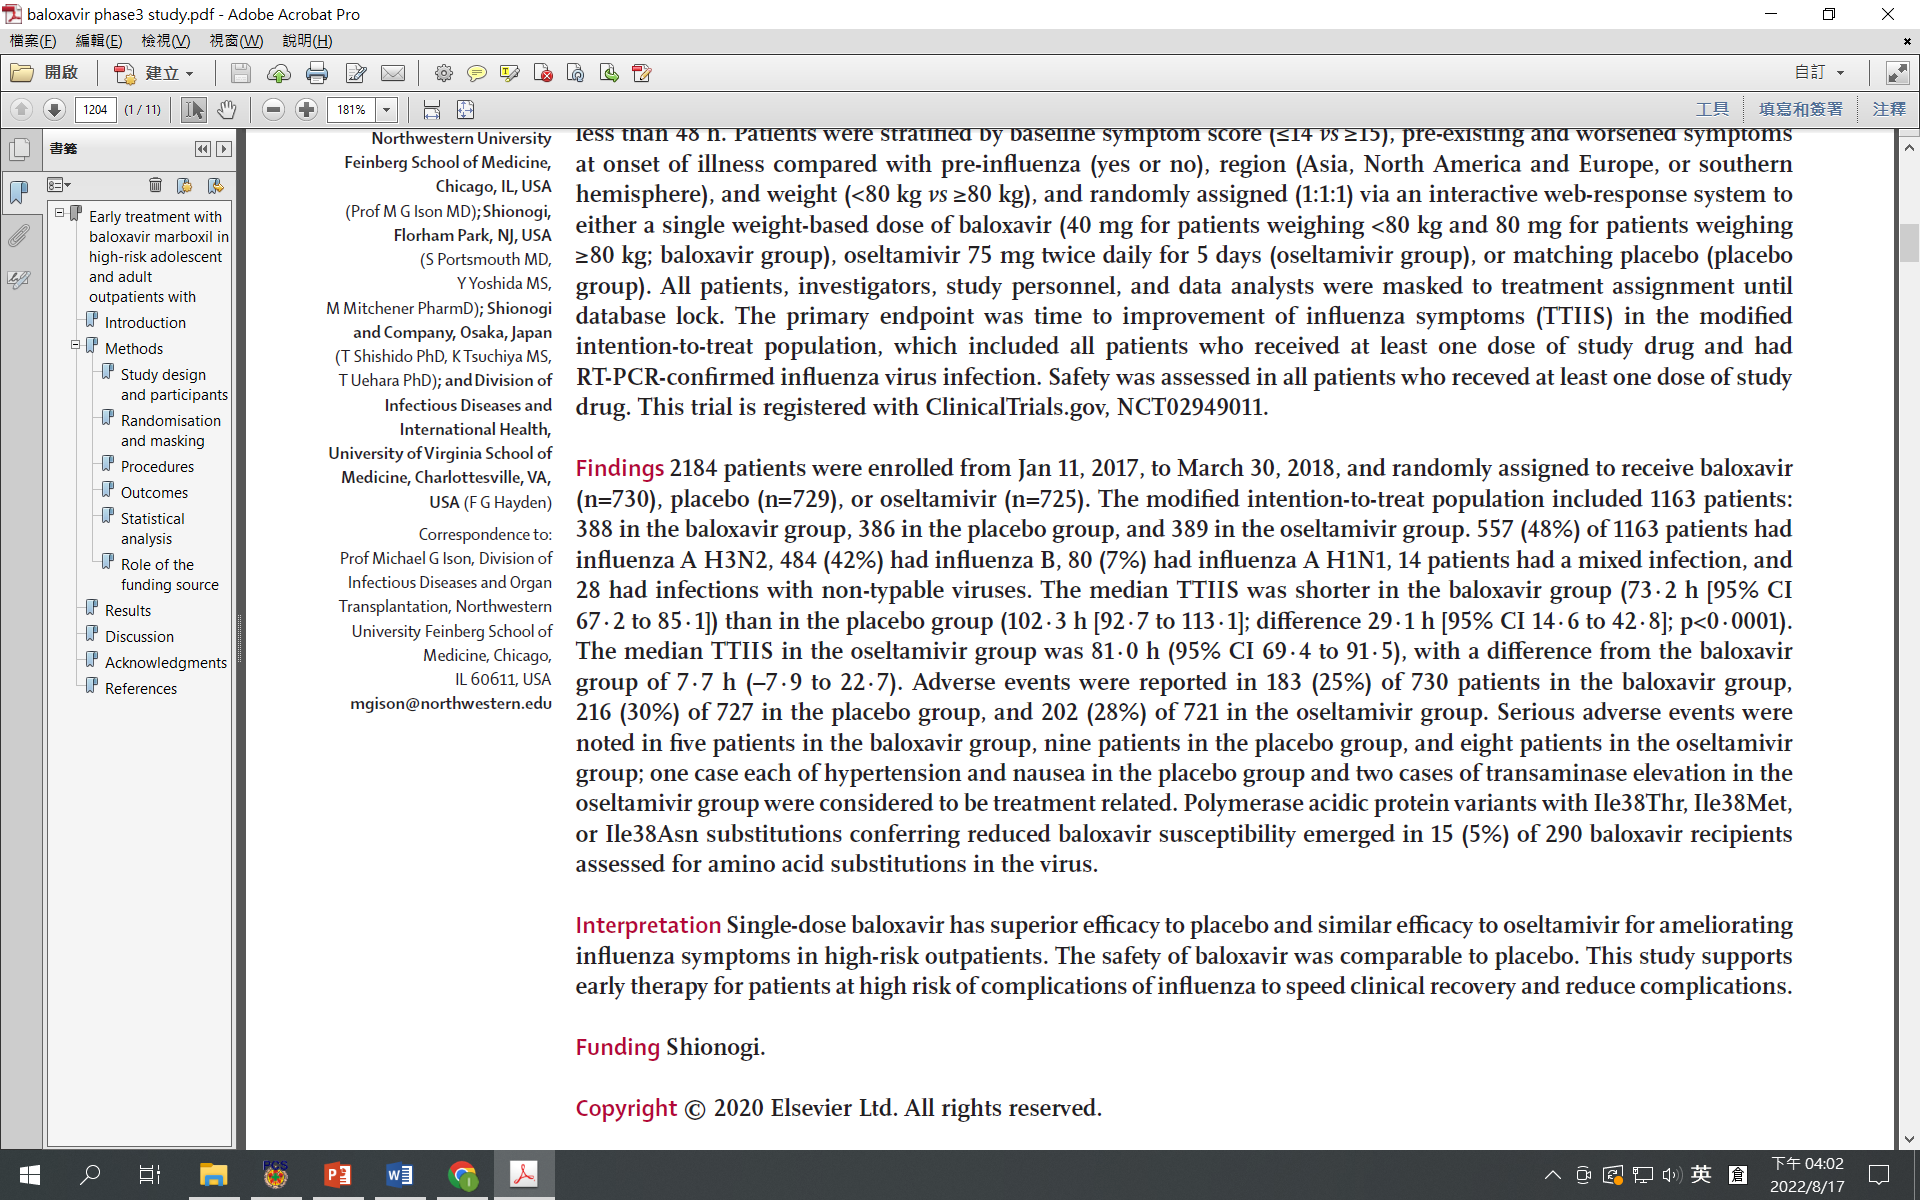 baloxavir phase3 study.pdf - Adobe Acrobat Pro
檔案(F) 編輯(E) 檢視(V) 視窗(W) 說明(H)
開啟 建立 自訂
1204 (1 / 11) 181% 工具 填寫和簽署 注釋
書籤
Early treatment with
baloxavir marboxil in
high-risk adolescent
and adult
outpatients with
Introduction
Methods
Study design
and participants
Randomisation
and masking
Procedures
Outcomes
Statistical
analysis
Role of the
funding source
Results
Discussion
Acknowledgments
References
Northwestern University
Feinberg School of Medicine,
Chicago, IL, USA
(Prof M G Ison MD); Shionogi,
Florham Park, NJ, USA
(S Portsmouth MD,
Y Yoshida MS,
M Mitchener PharmD); Shionogi
and Company, Osaka, Japan
(T Shishido PhD, K Tsuchiya MS,
T Uehara PhD); and Division of
Infectious Diseases and
International Health,
University of Virginia School of
Medicine, Charlottesville, VA,
USA (F G Hayden)
Correspondence to:
Prof Michael G Ison, Division of
Infectious Diseases and Organ
Transplantation, Northwestern
University Feinberg School of
Medicine, Chicago,
IL 60611, USA
mgison@northwestern.edu
less than 48 h. Patients were stratified by baseline symptom score (≤14 vs ≥15), pre-existing and worsened symptoms
at onset of illness compared with pre-influenza (yes or no), region (Asia, North America and Europe, or southern
hemisphere), and weight (<80 kg vs ≥80 kg), and randomly assigned (1:1:1) via an interactive web-response system to
either a single weight-based dose of baloxavir (40 mg for patients weighing <80 kg and 80 mg for patients weighing
≥80 kg; baloxavir group), oseltamivir 75 mg twice daily for 5 days (oseltamivir group), or matching placebo (placebo
group). All patients, investigators, study personnel, and data analysts were masked to treatment assignment until
database lock. The primary endpoint was time to improvement of influenza symptoms (TTIIS) in the modified
intention-to-treat population, which included all patients who received at least one dose of study drug and had
RT-PCR-confirmed influenza virus infection. Safety was assessed in all patients who receved at least one dose of study
drug. This trial is registered with ClinicalTrials.gov, NCT02949011.
Findings 2184 patients were enrolled from Jan 11, 2017, to March 30, 2018, and randomly assigned to receive baloxavir
(n=730), placebo (n=729), or oseltamivir (n=725). The modified intention-to-treat population included 1163 patients:
388 in the baloxavir group, 386 in the placebo group, and 389 in the oseltamivir group. 557 (48%) of 1163 patients had
influenza A H3N2, 484 (42%) had influenza B, 80 (7%) had influenza A H1N1, 14 patients had a mixed infection, and
28 had infections with non-typable viruses. The median TTIIS was shorter in the baloxavir group (73·2 h [95% CI
67·2 to 85·1]) than in the placebo group (102·3 h [92·7 to 113·1]; difference 29·1 h [95% CI 14·6 to 42·8]; p<0·0001).
The median TTIIS in the oseltamivir group was 81·0 h (95% CI 69·4 to 91·5), with a difference from the baloxavir
group of 7·7 h (–7·9 to 22·7). Adverse events were reported in 183 (25%) of 730 patients in the baloxavir group,
216 (30%) of 727 in the placebo group, and 202 (28%) of 721 in the oseltamivir group. Serious adverse events were
noted in five patients in the baloxavir group, nine patients in the placebo group, and eight patients in the oseltamivir
group; one case each of hypertension and nausea in the placebo group and two cases of transaminase elevation in the
oseltamivir group were considered to be treatment related. Polymerase acidic protein variants with Ile38Thr, Ile38Met,
or Ile38Asn substitutions conferring reduced baloxavir susceptibility emerged in 15 (5%) of 290 baloxavir recipients
assessed for amino acid substitutions in the virus.
Interpretation Single-dose baloxavir has superior efficacy to placebo and similar efficacy to oseltamivir for ameliorating
influenza symptoms in high-risk outpatients. The safety of baloxavir was comparable to placebo. This study supports
early therapy for patients at high risk of complications of influenza to speed clinical recovery and reduce complications.
Funding Shionogi.
Copyright © 2020 Elsevier Ltd. All rights reserved.
英 倉 下午 04:02
2022/8/17